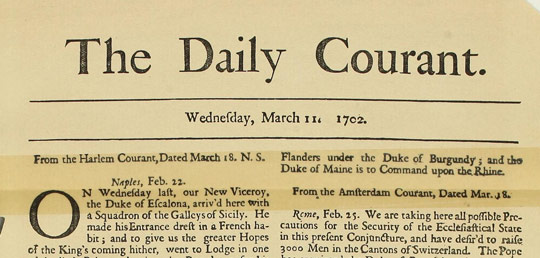 The Daily Courant.
Wednesday, March 11. 1702.
From the Harlem Courant, Dated March 18. N. S.
Naples, Feb. 22.
ON Wednesday last, our New Viceroy,
the Duke of Escalona, arriv'd here with
a Squadron of the Galleys of Sicily. He
made his Entrance drest in a French ha-
bit; and to give us the greater Hopes
of the King's coming hither, went to Lodge in one
Flanders under the Duke of Burgundy; and the
Duke of Maine is to Command upon the Rhine.
From the Amsterdam Courant, Dated Mar. 18.
Rome, Feb. 25. We are taking here all possible Pre-
cautions for the Security of the Ecclesiastical State
in this present Conjuncture, and have desir'd to raise
3000 Men in the Cantons of Switzerland. The Pope